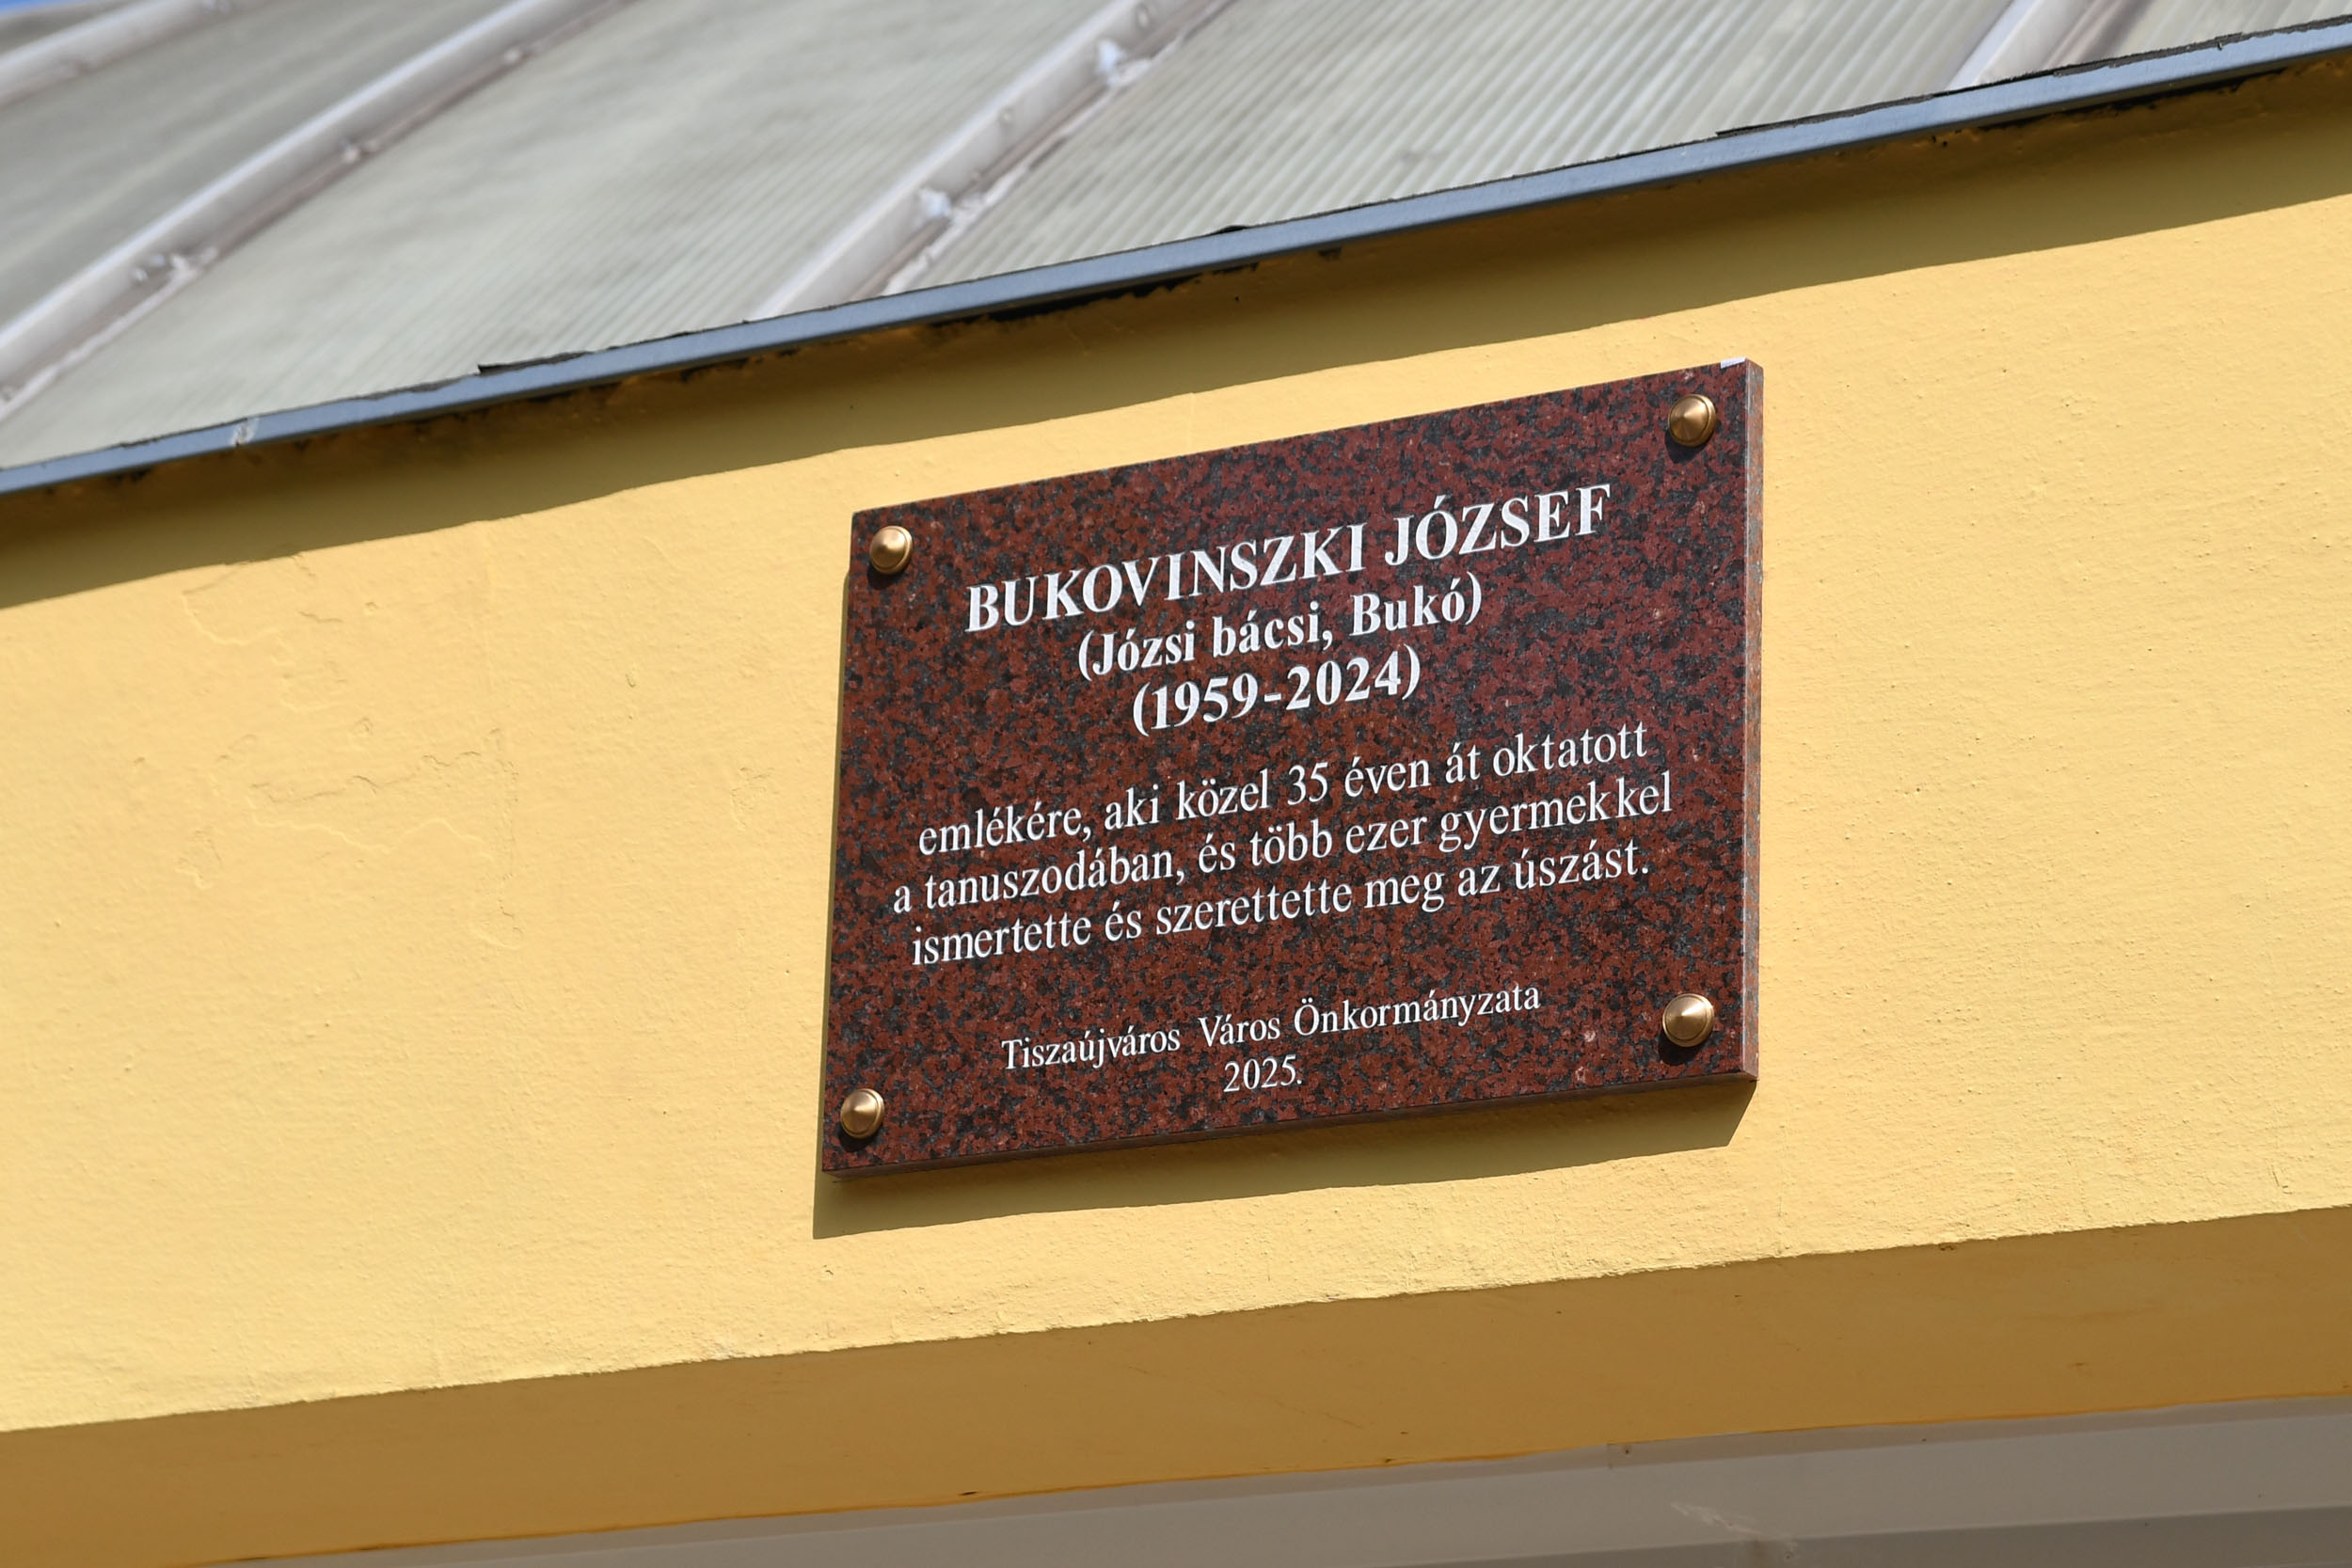 BUKOVINSZKI JÓZSEF
(Józsi bácsi, Bukó)
(1959-2024)
emlékére, aki közel 35 éven át oktatott
a tanuszodában, és több ezer gyermekkel
ismertette és szerettette meg az úszást.
Tiszaújváros Város Önkormányzata
2025.